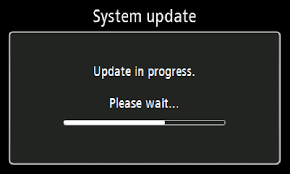 System update
Update in progress.
Please wait...